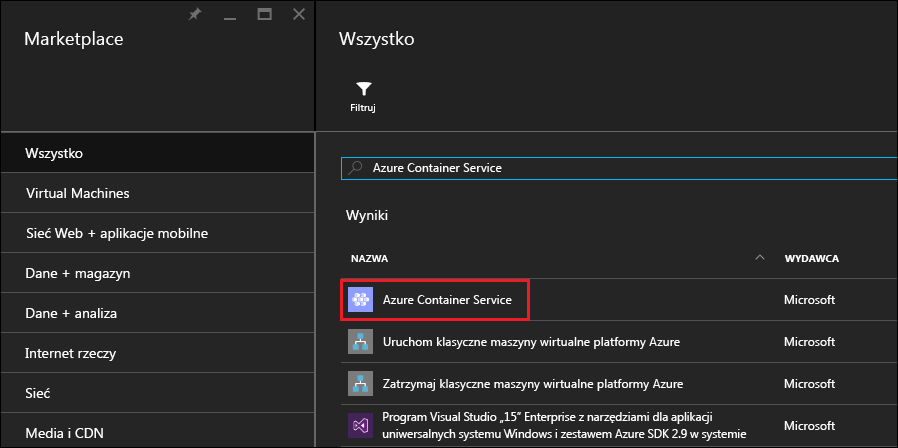 Marketplace
Wszystko
Virtual Machines
Sieć Web + aplikacje mobilne
Dane + magazyn
Dane + analiza
Internet rzeczy
Sieć
Media i CDN
Wszystko
Filtruj
Azure Container Service
Wyniki
NAZWA WYDAWCA
Azure Container Service Microsoft
Uruchom klasyczne maszyny wirtualne platformy Azure Microsoft
Zatrzymaj klasyczne maszyny wirtualne platformy Azure Microsoft
Program Visual Studio „15” Enterprise z narzędziami dla aplikacji
uniwersalnych systemu Windows i zestawem Azure SDK 2.9 w systemie Microsoft